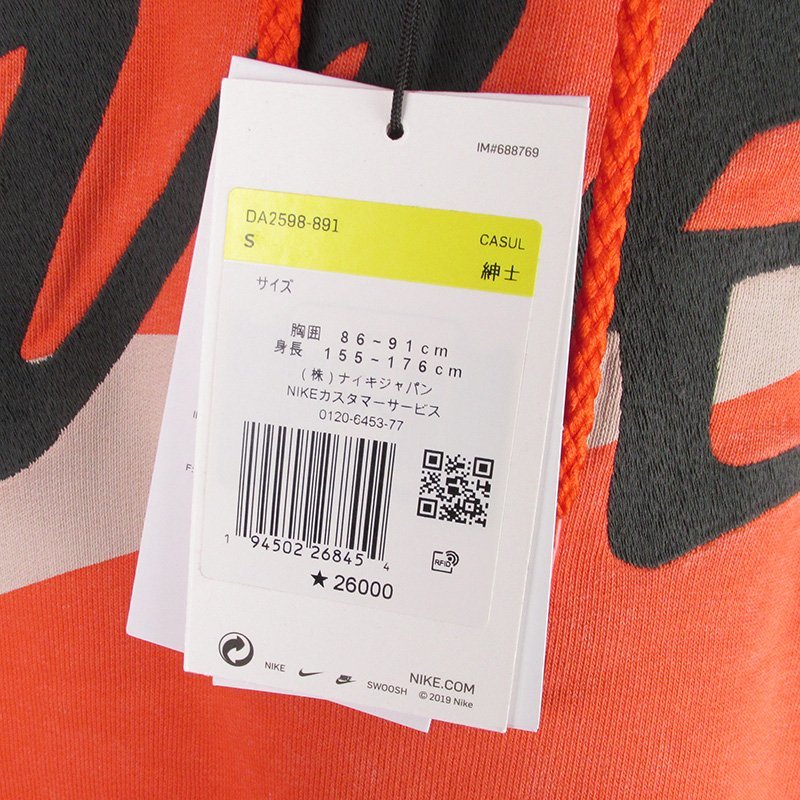 IM#688769
DA2598-891
S
CASUL
紳士
サイズ
胸囲 86-91cm
身長 155-176cm
(株)ナイキジャパン
NIKEカスタマーサービス
0120-6453-77
1 94502 26845 4
RFID
★26000
NIKE
SWOOSH
NIKE.COM
©2019 Nike